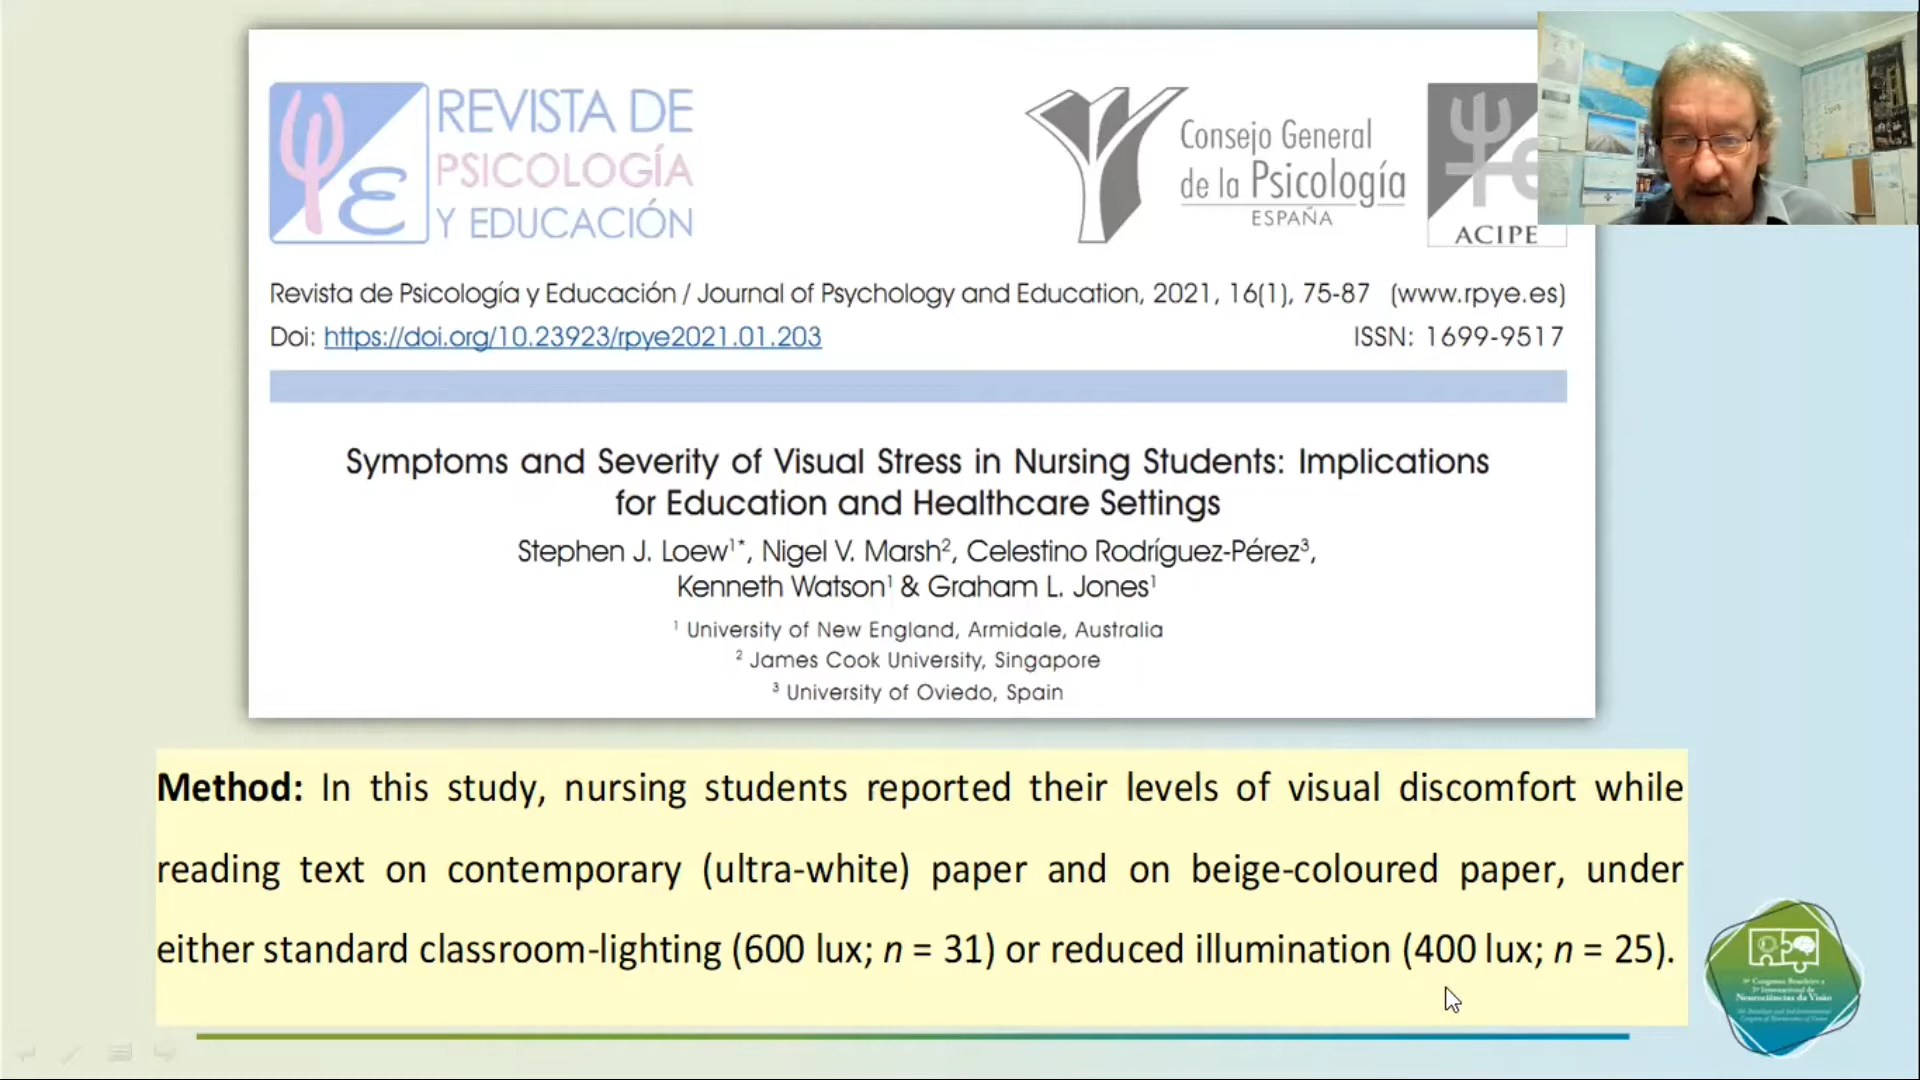 REVISTA DE
PSICOLOGÍA
Y EDUCACIÓN
Consejo General
de la Psicología
ESPAÑA
ACIPE
Revista de Psicología y Educación / Journal of Psychology and Education, 2021, 16(1), 75-87 (www.rpye.es)
Doi: https://doi.org/10.23923/rpye2021.01.203 ISSN: 1699-9517
Symptoms and Severity of Visual Stress in Nursing Students: Implications
for Education and Healthcare Settings
Stephen J. Loew¹*, Nigel V. Marsh², Celestino Rodríguez-Pérez³,
Kenneth Watson¹ & Graham L. Jones¹
¹ University of New England, Armidale, Australia
² James Cook University, Singapore
³ University of Oviedo, Spain
Method: In this study, nursing students reported their levels of visual discomfort while
reading text on contemporary (ultra-white) paper and on beige-coloured paper, under
either standard classroom-lighting (600 lux; n = 31) or reduced illumination (400 lux; n = 25).
Neurociências da Visão